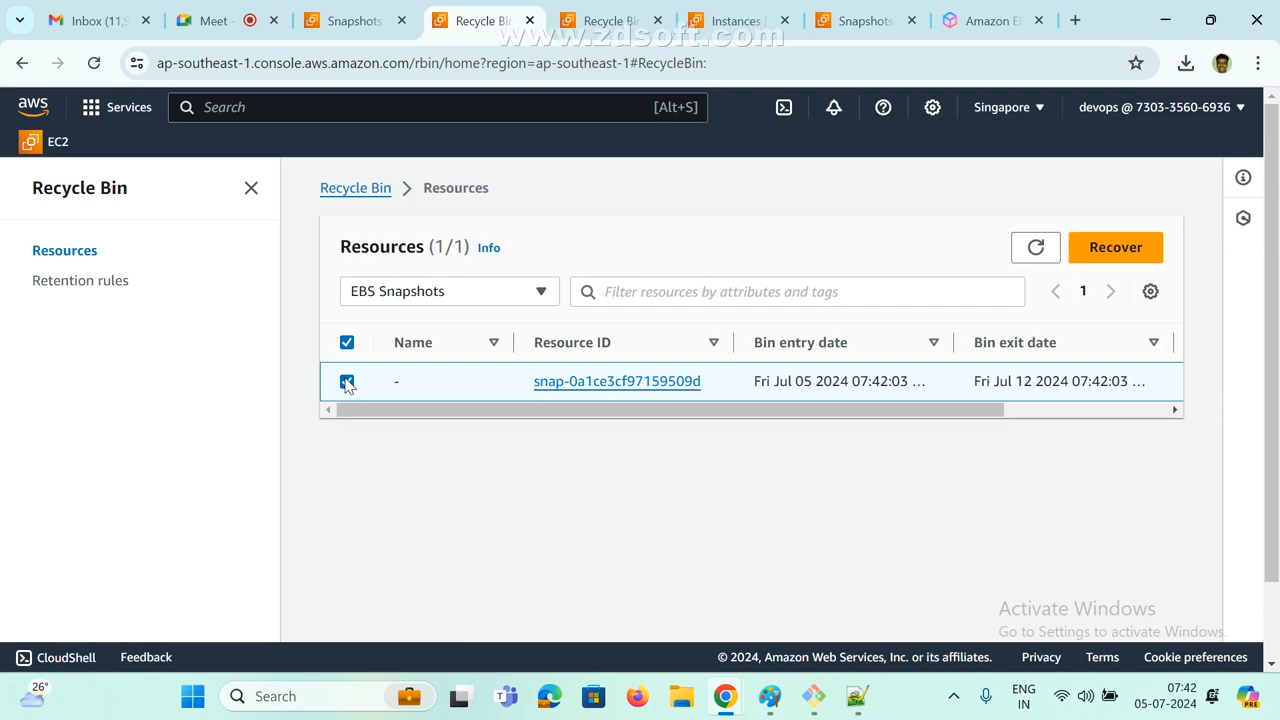 Inbox (11,9
Meet -
Snapshots
Recycle Bin
Recycle Bin
Instances |
Snapshots
Amazon EL
www.zdsoft.com
ap-southeast-1.console.aws.amazon.com/rbin/home?region=ap-southeast-1#RecycleBin:
aws
Services
Search
[Alt+S]
Singapore
devops @ 7303-3560-6936
EC2
Recycle Bin
Resources
Retention rules
Recycle Bin
Resources
Resources (1/1) Info
Recover
EBS Snapshots
Filter resources by attributes and tags
1
Name
Resource ID
Bin entry date
Bin exit date
-
snap-0a1ce3cf97159509d
Fri Jul 05 2024 07:42:03 ...
Fri Jul 12 2024 07:42:03 ...
Activate Windows
Go to Settings to activate Windows.
CloudShell
Feedback
© 2024, Amazon Web Services, Inc. or its affiliates.
Privacy
Terms
Cookie preferences
26°
Search
ENG
IN
07:42
05-07-2024
PRE